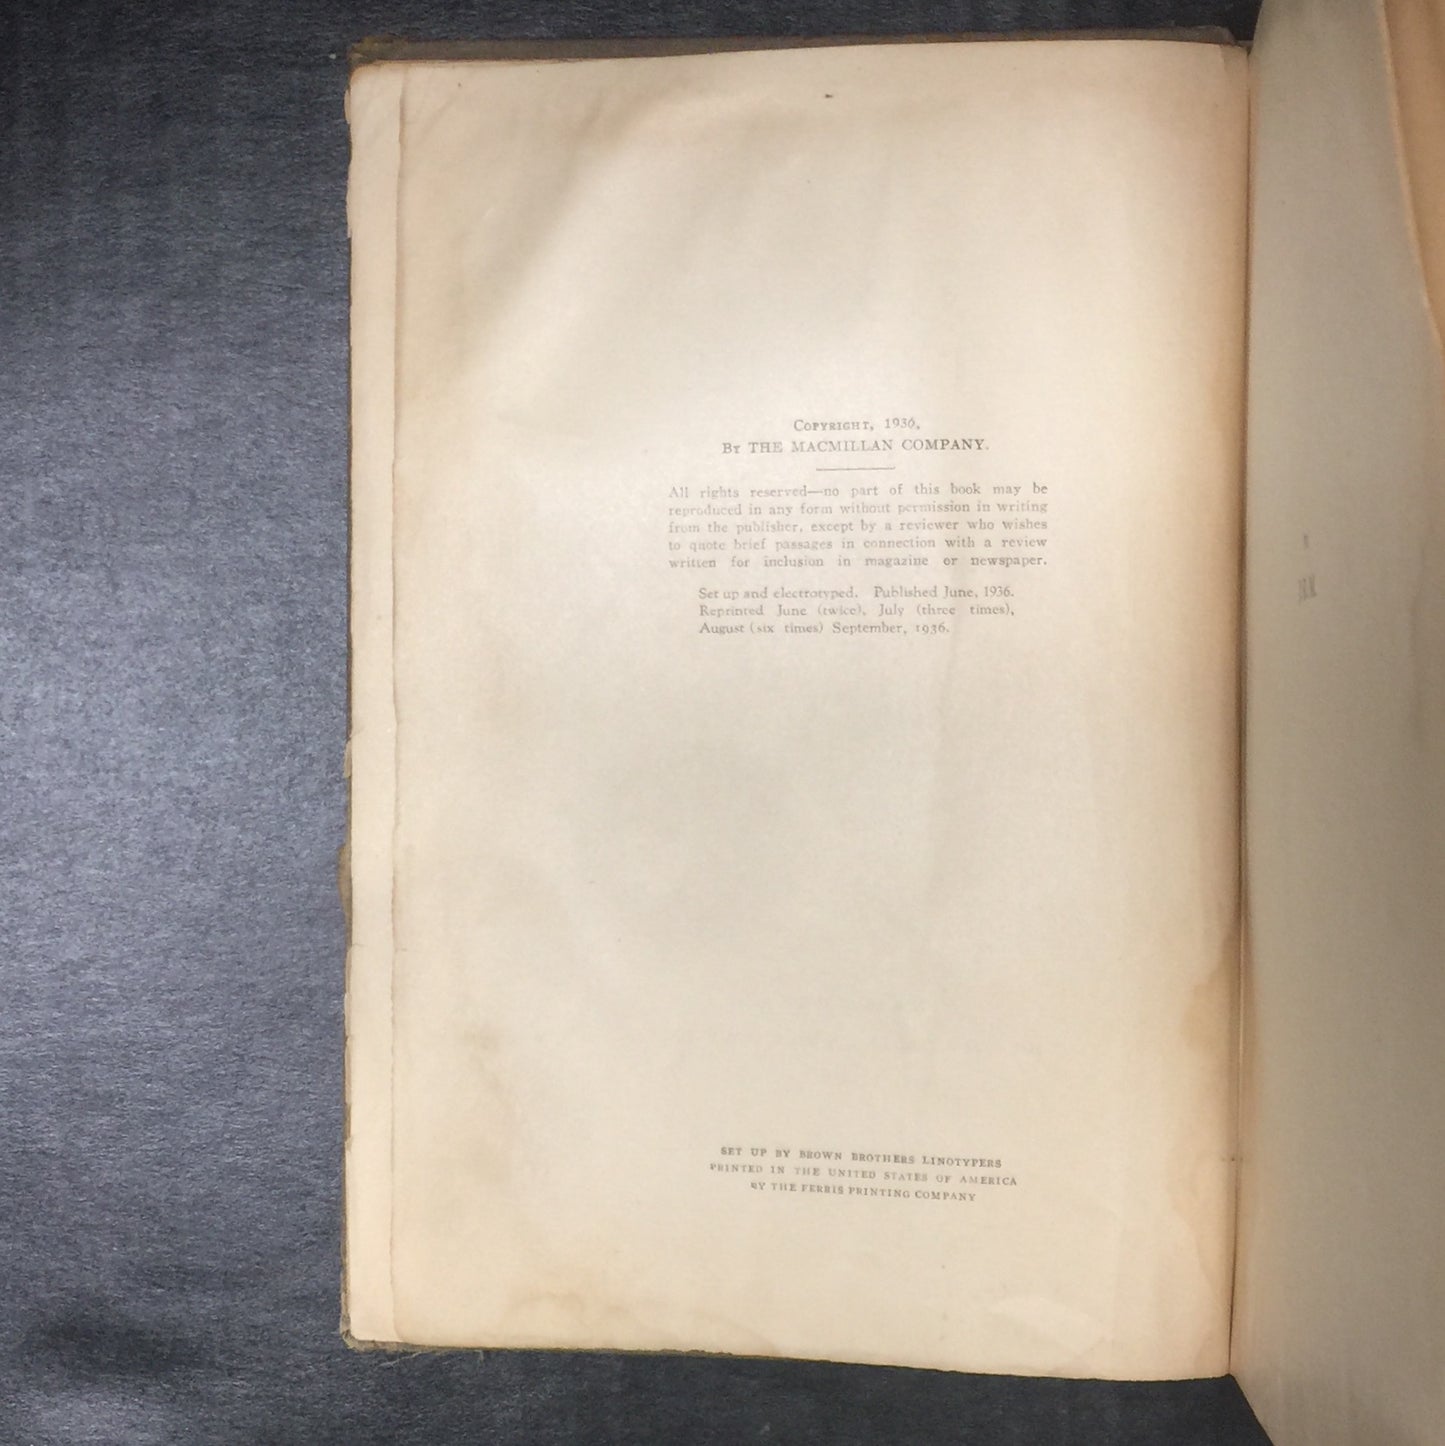 COPYRIGHT, 1936,
BY THE MACMILLAN COMPANY.
All rights reserved—no part of this book may be
reproduced in any form without permission in writing
from the publisher, except by a reviewer who wishes
to quote brief passages in connection with a review
written for inclusion in magazine or newspaper.
Set up and electrotyped. Published June, 1936.
Reprinted June (twice), July (three times),
August (six times) September, 1936.
SET UP BY BROWN BROTHERS LINOTYPERS
PRINTED IN THE UNITED STATES OF AMERICA
BY THE FERRIS PRINTING COMPANY